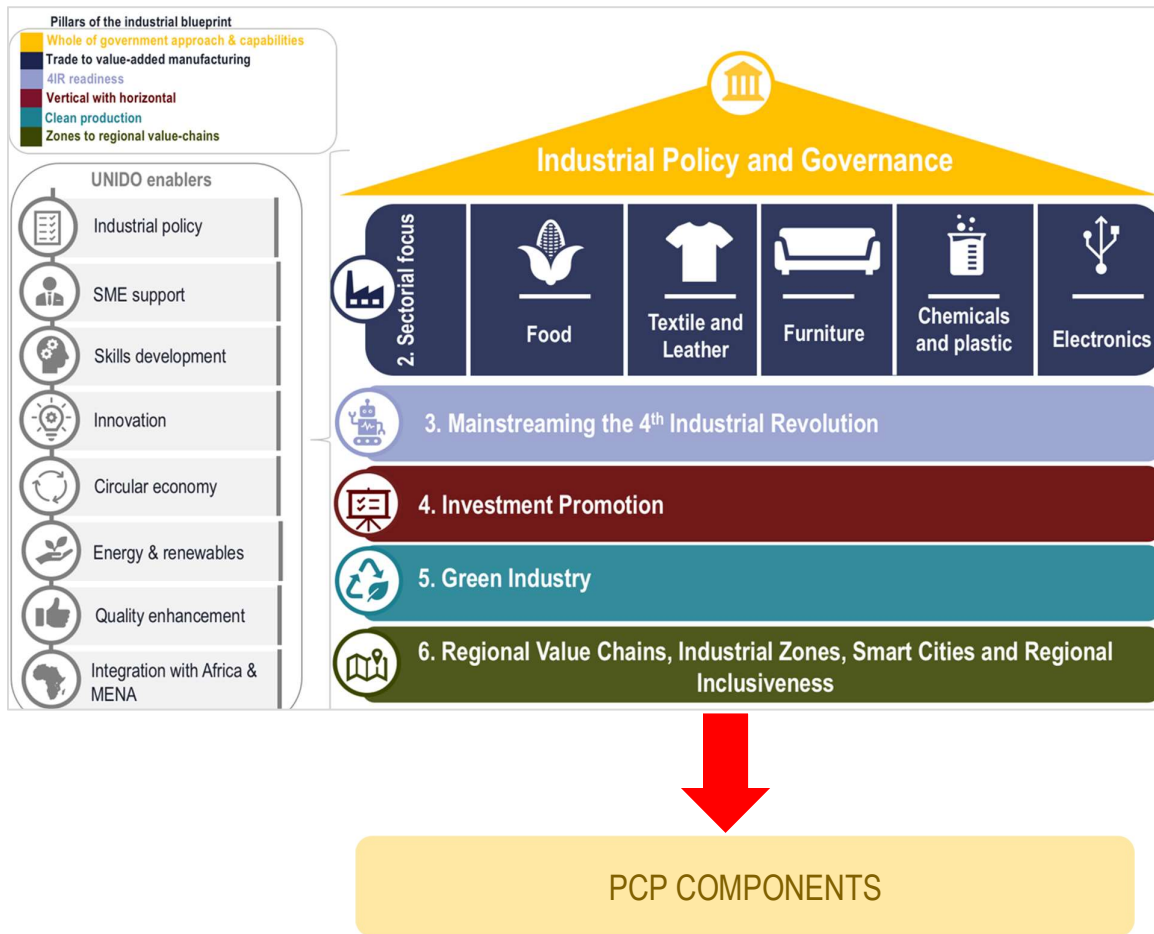 Pillars of the industrial blueprint
Whole of government approach & capabilities
Trade to value-added manufacturing
4IR readiness
Vertical with horizontal
Clean production
Zones to regional value-chains
UNIDO enablers
Industrial policy
SME support
Skills development
Innovation
Circular economy
Energy & renewables
Quality enhancement
Integration with Africa &
MENA
Industrial Policy and Governance
2. Sectorial focus
Food
Textile and
Leather
Furniture
Chemicals
and plastic
Electronics
3. Mainstreaming the 4th Industrial Revolution
4. Investment Promotion
5. Green Industry
6. Regional Value Chains, Industrial Zones, Smart Cities and Regional
Inclusiveness
PCP COMPONENTS